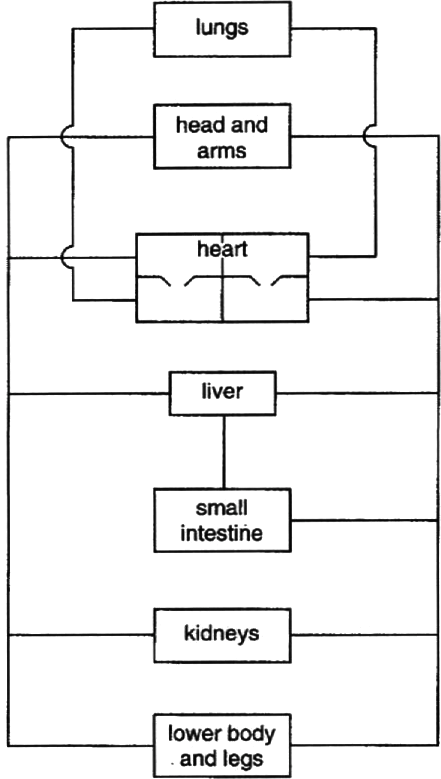 lungs
head and
arms
heart
liver
small
intestine
kidneys
lower body
and legs